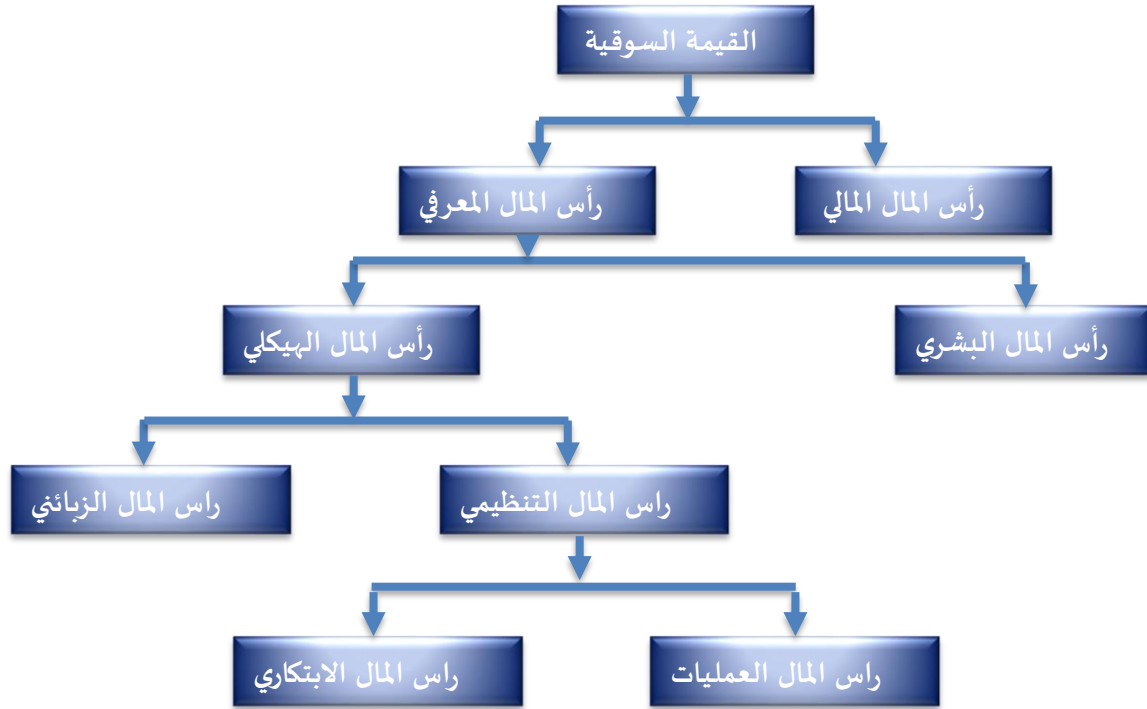 القيمة السوقية
رأس المال المالي
رأس المال المعرفي
رأس المال البشري
رأس المال الهيكلي
راس المال التنظيمي
راس المال الزبائني
راس المال العمليات
راس المال الابتكاري